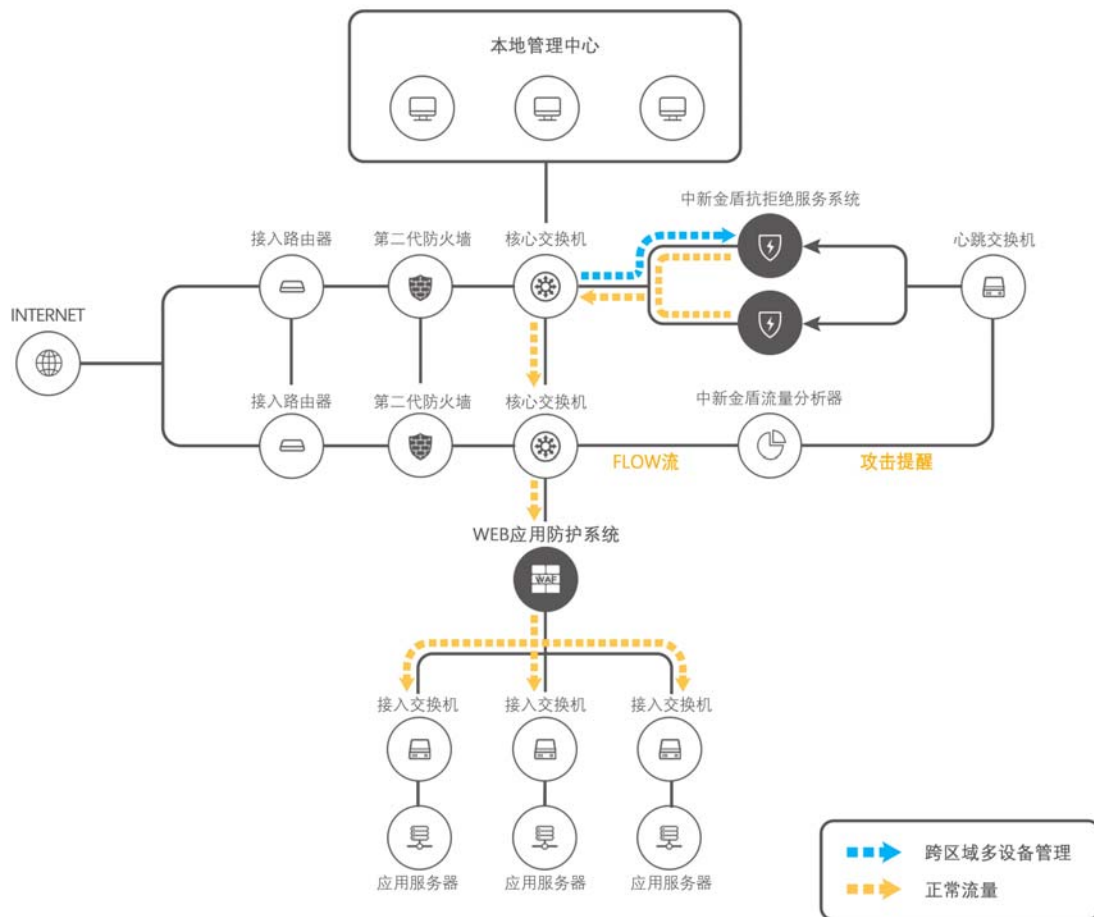 本地管理中心
中新金盾抗拒绝服务系统
接入路由器
第二代防火墙
核心交换机
心跳交换机
INTERNET
接入路由器
第二代防火墙
核心交换机
中新金盾流量分析器
FLOW流
攻击提醒
WEB应用防护系统
WAF
接入交换机
接入交换机
接入交换机
应用服务器
应用服务器
应用服务器
跨区域多设备管理
正常流量